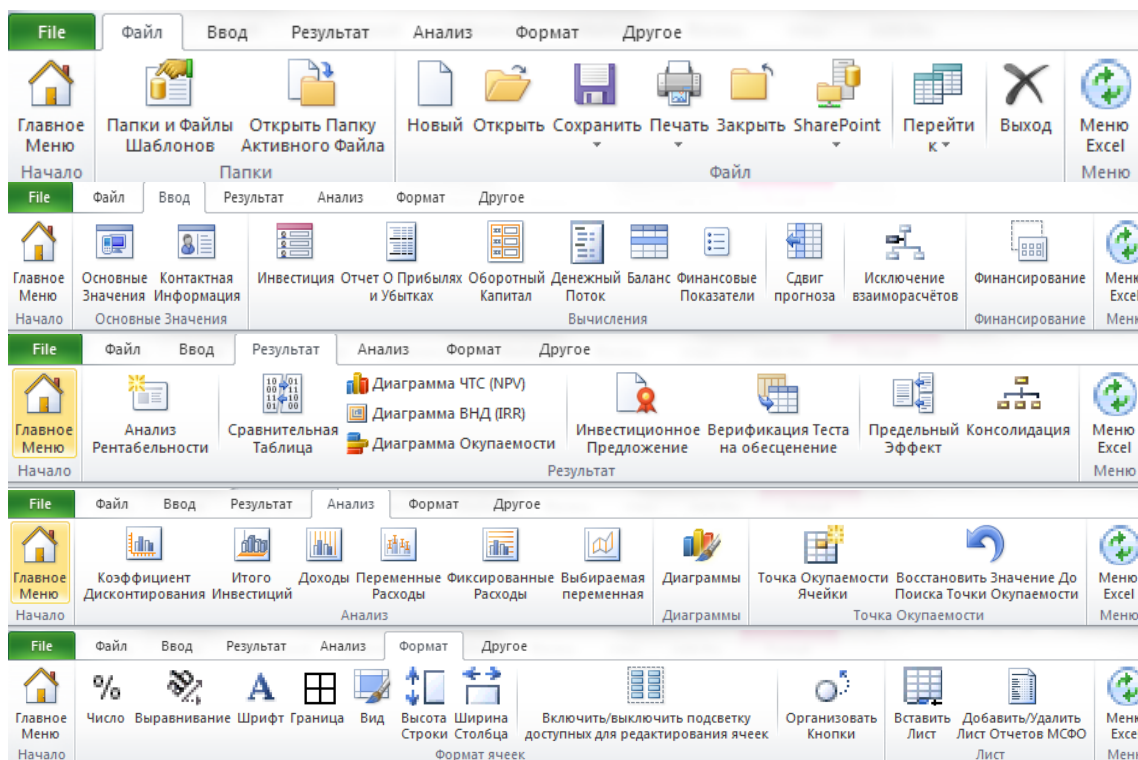 File Файл Ввод Результат Анализ Формат Другое
Главное Папки и Файлы Открыть Папку Новый Открыть Сохранить Печать Закрыть SharePoint Перейти Выход Меню
Меню Шаблонов Активного Файла к Excel
Начало Папки Файл Меню
File Файл Ввод Результат Анализ Формат Другое
Главное Основные Контактная Инвестиция Отчет О Прибылях Оборотный Денежный Баланс Финансовые Сдвиг Исключение Финансирование Меню
Меню Значения Информация и Убытках Капитал Поток Показатели прогноза взаиморасчётов Excel
Начало Основные Значения Вычисления Финансирование Меню
File Файл Ввод Результат Анализ Формат Другое
Диаграмма ЧТС (NPV)
Диаграмма ВНД (IRR)
Главное Анализ Сравнительная Диаграмма Окупаемости Инвестиционное Верификация Теста Предельный Консолидация Меню
Меню Рентабельности Таблица Предложение на обесценение Эффект Excel
Начало Результат Меню
File Файл Ввод Результат Анализ Формат Другое
Главное Коэффициент Итого Доходы Переменные Фиксированные Выбираемая Диаграммы Точка Окупаемости Восстановить Значение До Меню
Меню Дисконтирования Инвестиций Расходы Расходы переменная Ячейки Поиска Точки Окупаемости Excel
Начало Анализ Диаграммы Точка Окупаемости Меню
File Файл Ввод Результат Анализ Формат Другое
Главное Число Выравнивание Шрифт Граница Вид Высота Ширина Включить/выключить подсветку Организовать Вставить Добавить/Удалить Меню
Меню Строки Столбца доступных для редактирования ячеек Кнопки Лист Лист Отчетов МСФО Excel
Начало Формат ячеек Лист Меню